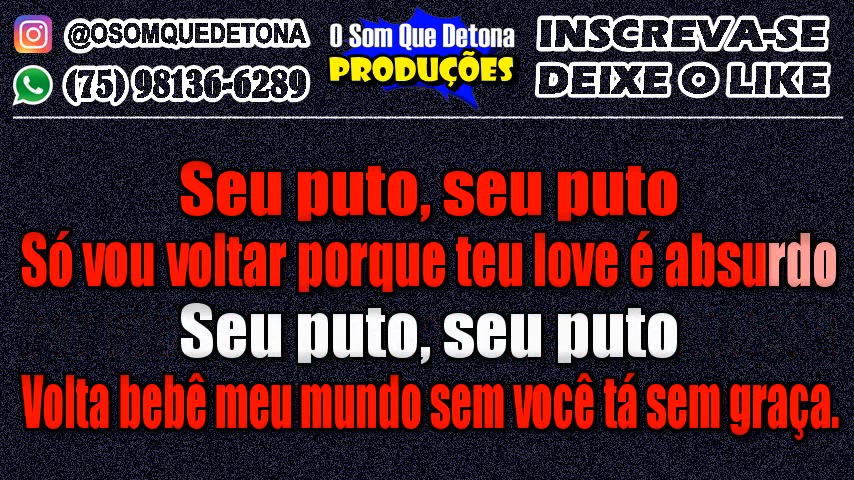 @OSOMQUEDETONA
(75) 98136-6289
O Som Que Detona
PRODUÇÕES
INSCREVA-SE
DEIXE O LIKE
Seu puto, seu puto
Só vou voltar porque teu love é absurdo
Seu puto, seu puto
Volta bebê meu mundo sem você tá sem graça.